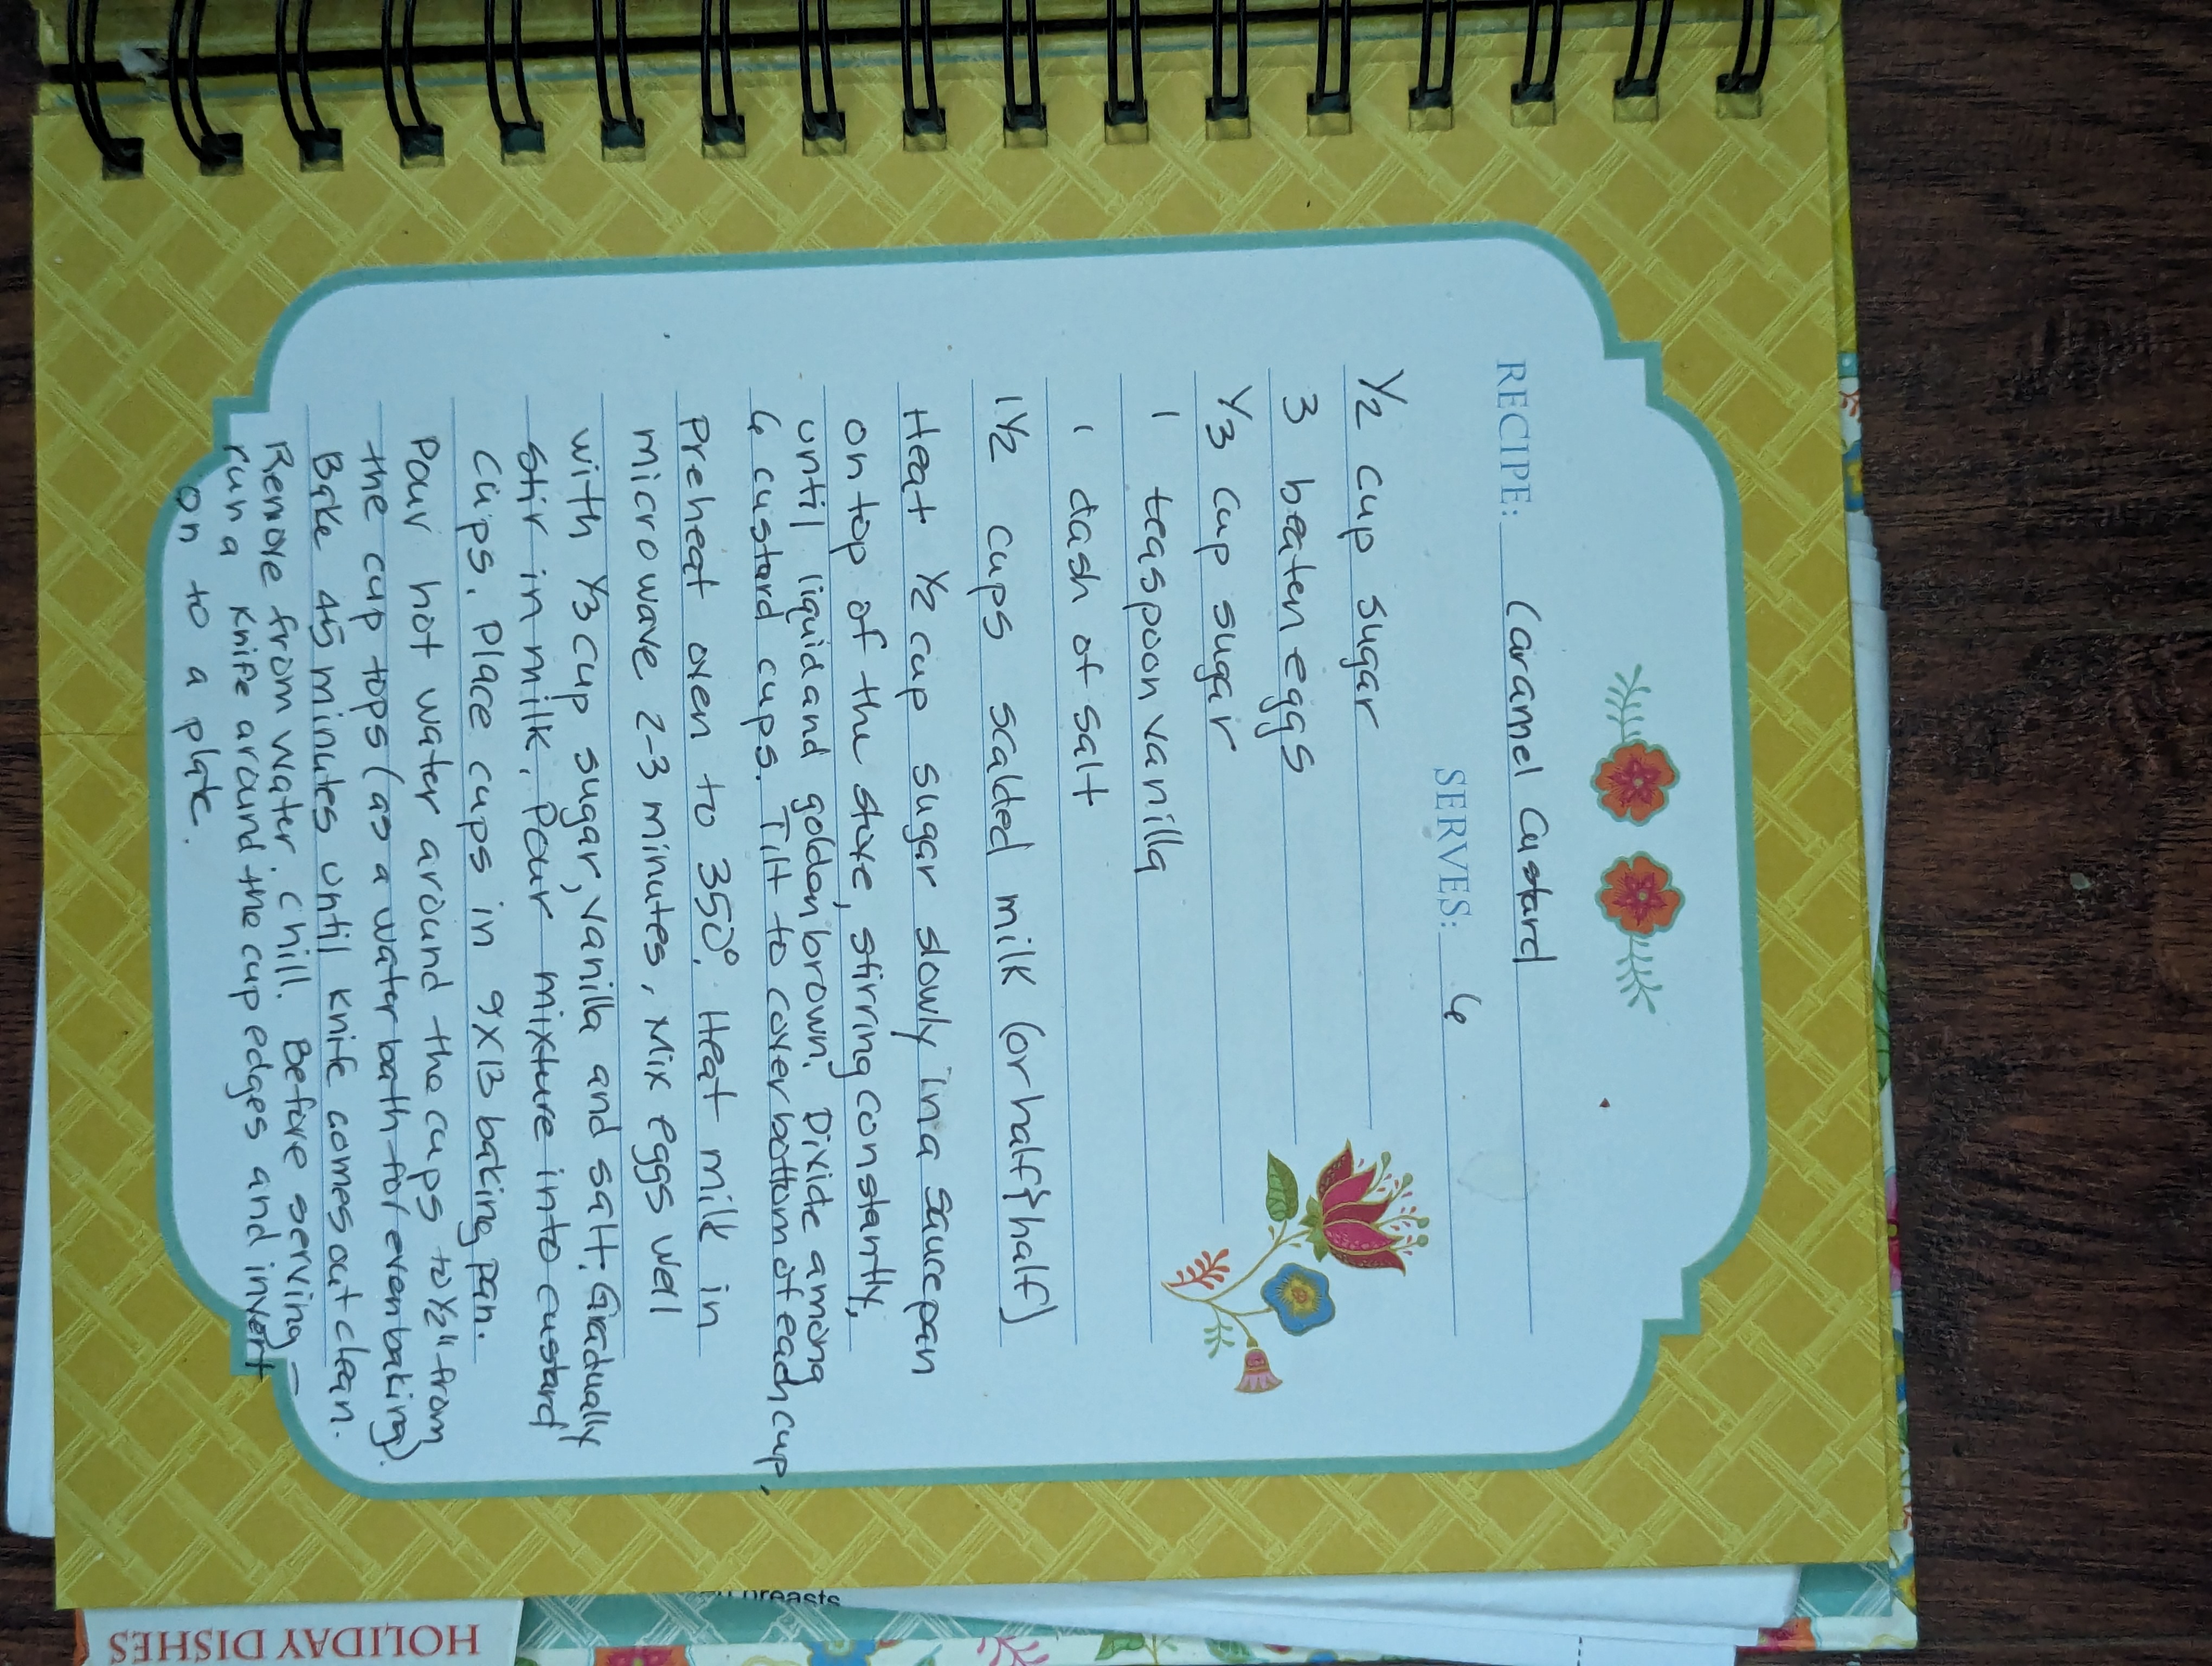 RECIPE: Caramel Custard
SERVES: 6
1/2 cup sugar
3 beaten eggs
1/3 cup sugar
1 teaspoon vanilla
1 dash of salt
1 1/2 cups scalded milk (or half & half)
Heat 1/2 cup sugar slowly in a saucepan
on top of the stove, stirring constantly,
until liquid and golden brown. Divide among
6 custard cups. Tilt to cover bottom of each cup.
Preheat oven to 350°. Heat milk in
microwave 2-3 minutes. Mix eggs well
with 1/3 cup sugar, vanilla and salt. Gradually
stir in milk. Pour mixture into custard
cups. Place cups in 9x13 baking pan.
Pour hot water around the cups to 1/2" from
the cup tops (as a water bath for even baking).
Bake 45 minutes until knife comes out clean.
Remove from water. Chill. Before serving -
run a knife around the cup edges and invert
on to a plate.
breasts
HOLIDAY DISHES